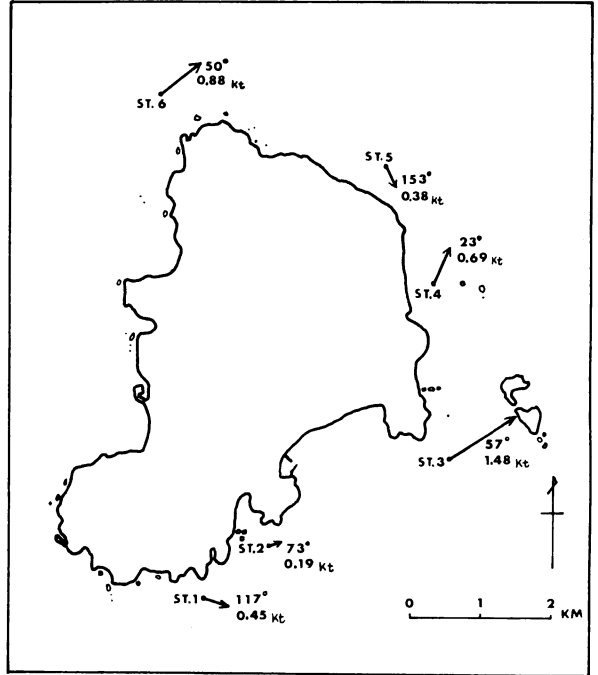 50°
0.88 Kt
ST.6
ST.5
153°
0.38 Kt
23°
0.69 Kt
ST.4
57°
1.48 Kt
ST.3
ST.2
73°
0.19 Kt
ST.1
117°
0.45 Kt
0 1 2 KM